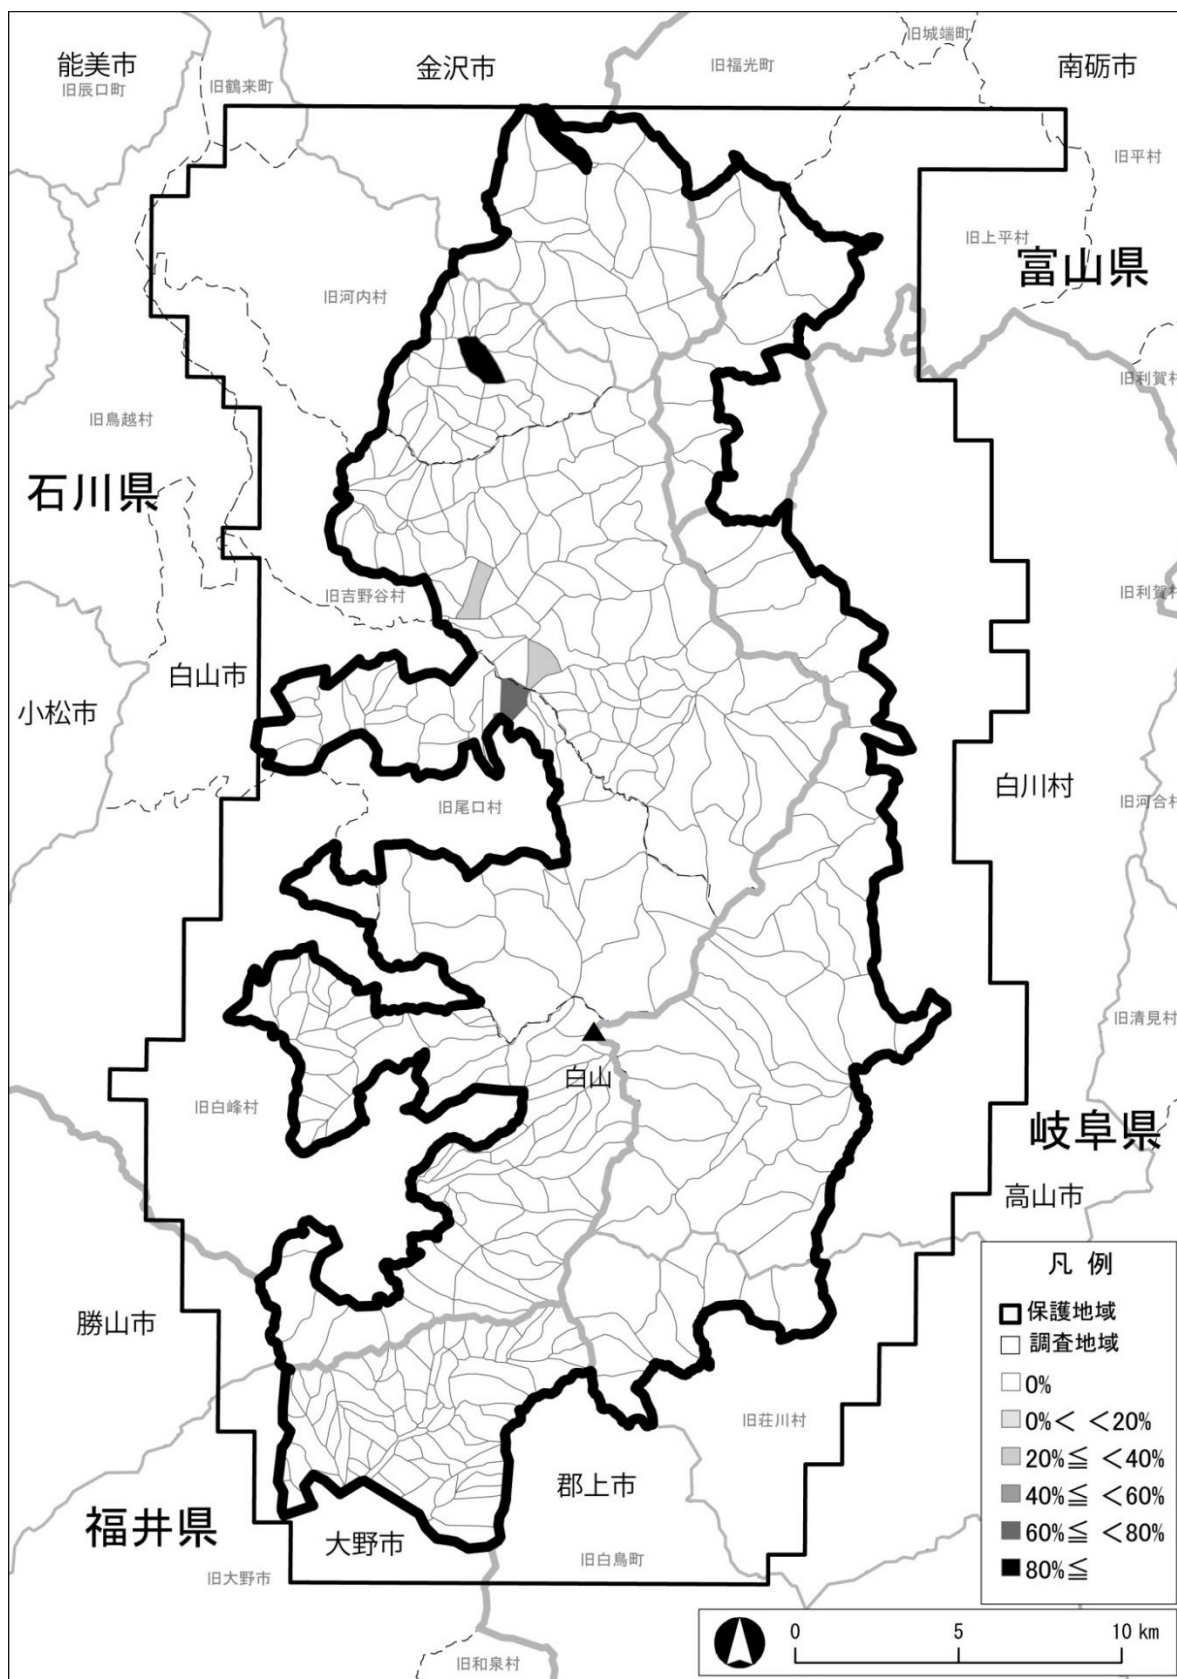 旧城端町
能美市
金沢市
旧福光町
南砺市
旧辰口町
旧鶴来町
旧平村
旧上平村
富山県
旧河内村
旧利賀村
旧鳥越村
石川県
旧吉野谷村
旧利賀村
白山市
小松市
白川村
旧尾口村
旧河合村
旧清見村
白山
旧白峰村
岐阜県
高山市
勝山市
凡 例
保護地域
調査地域
0%
0%< <20%
20%≦ <40%
40%≦ <60%
60%≦ <80%
80%≦
旧荘川村
郡上市
福井県
大野市
旧白鳥町
旧大野市
0 5 10 km
旧和泉村